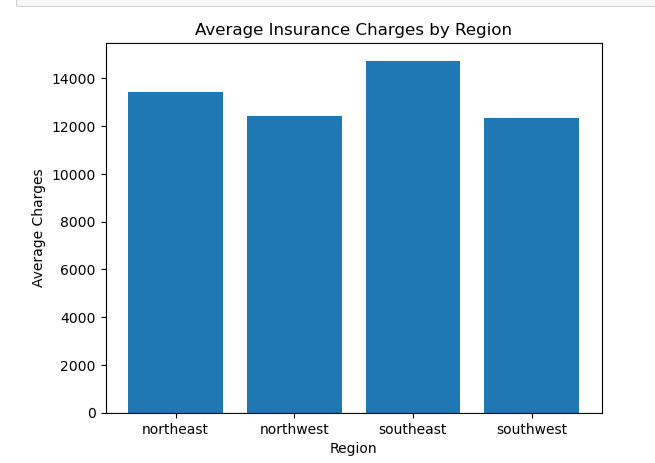 Average Insurance Charges by Region
14000
12000
10000
8000
6000
4000
2000
0
Average Charges
northeast northwest southeast southwest
Region